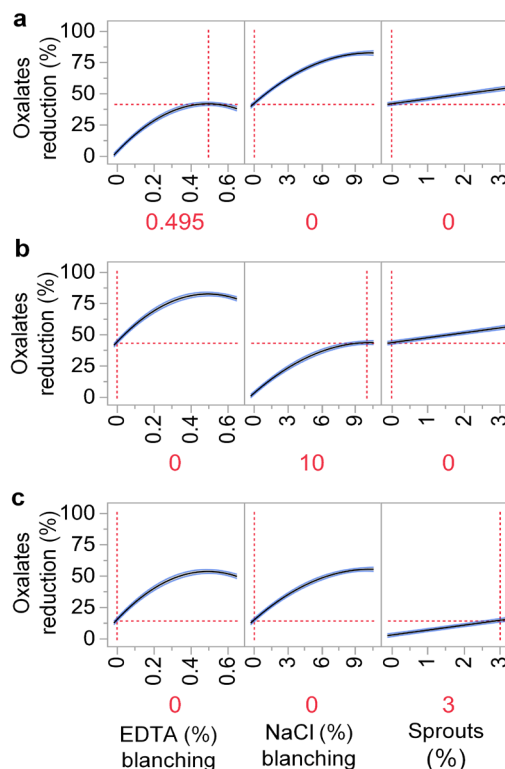 a
Oxalates
reduction (%)
100
75
50
25
0
0 0.2 0.4 0.6 0 3 6 9 0 1 2 3
0.495 0 0
b
Oxalates
reduction (%)
100
75
50
25
0
0 0.2 0.4 0.6 0 3 6 9 0 1 2 3
0 10 0
c
Oxalates
reduction (%)
100
75
50
25
0
0 0.2 0.4 0.6 0 3 6 9 0 1 2 3
0 0 3
EDTA (%)
blanching
NaCl (%)
blanching
Sprouts
(%)